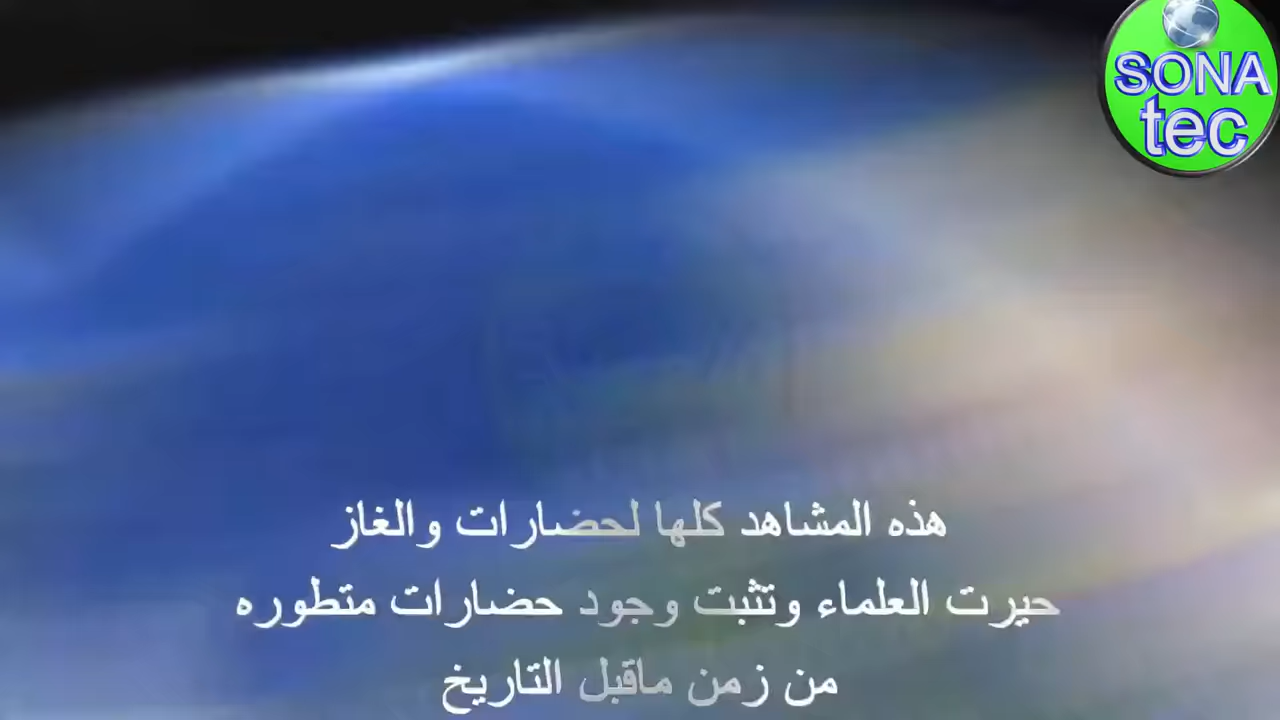 SONA
tec
هذه المشاهد كلها لحضارات والغاز
حيرت العلماء وتثبت وجود حضارات متطوره
من زمن ماقبل التاريخ